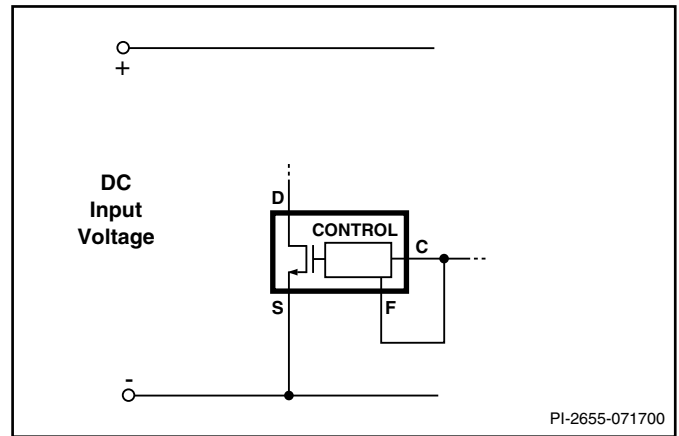 +
DC
Input
Voltage
D
CONTROL
C
S
F
-
PI-2655-071700